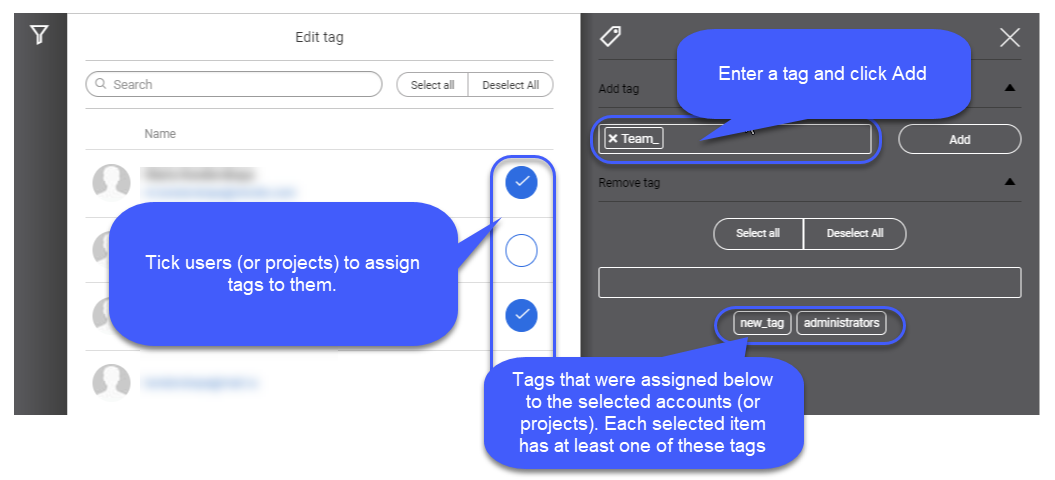 Edit tag
Search
Select all
Deselect All
Name
Tick users (or projects) to assign
tags to them.
Enter a tag and click Add
Add tag
× Team_
Add
Remove tag
Select all
Deselect All
new_tag
administrators
Tags that were assigned below
to the selected accounts (or
projects). Each selected item
has at least one of these tags